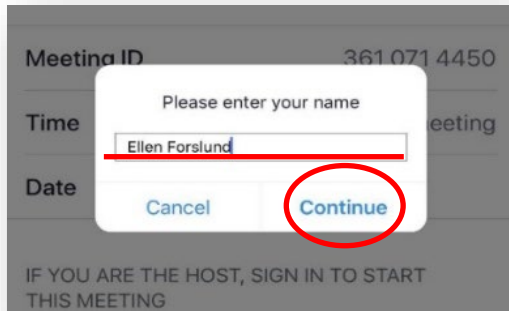 Meeting ID 361 071 4450
Please enter your name
Time eeting
Ellen Forslund
Date
Cancel Continue
IF YOU ARE THE HOST, SIGN IN TO START
THIS MEETING